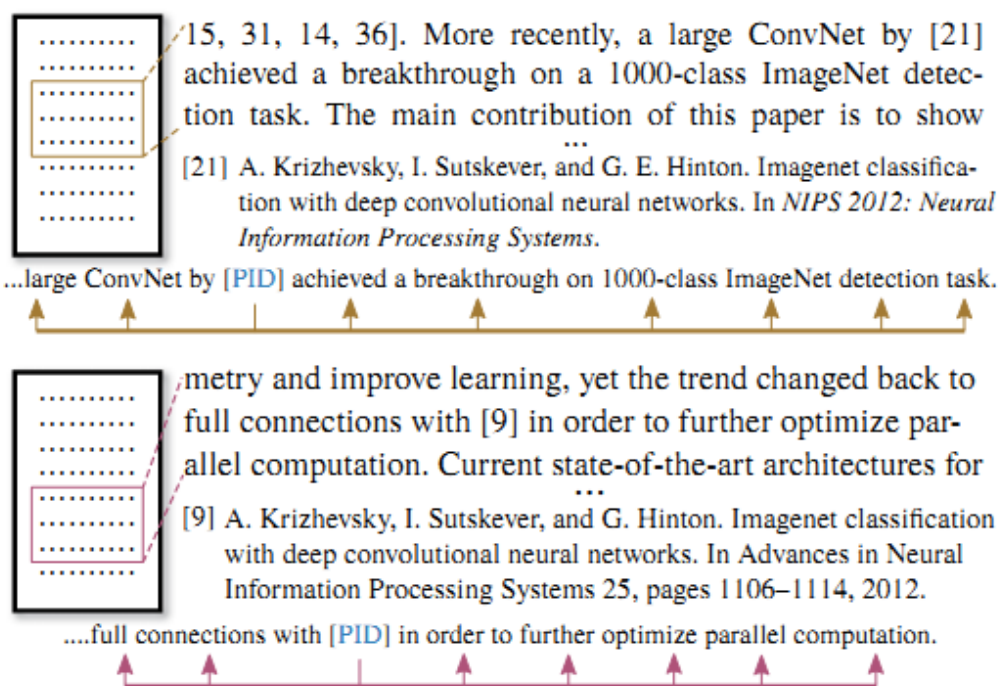 15, 31, 14, 36]. More recently, a large ConvNet by [21]
achieved a breakthrough on a 1000-class ImageNet detec-
tion task. The main contribution of this paper is to show
...
[21] A. Krizhevsky, I. Sutskever, and G. E. Hinton. Imagenet classifica-
tion with deep convolutional neural networks. In NIPS 2012: Neural
Information Processing Systems.
...large ConvNet by [PID] achieved a breakthrough on 1000-class ImageNet detection task.
metry and improve learning, yet the trend changed back to
full connections with [9] in order to further optimize par-
allel computation. Current state-of-the-art architectures for
...
[9] A. Krizhevsky, I. Sutskever, and G. Hinton. Imagenet classification
with deep convolutional neural networks. In Advances in Neural
Information Processing Systems 25, pages 1106–1114, 2012.
....full connections with [PID] in order to further optimize parallel computation.